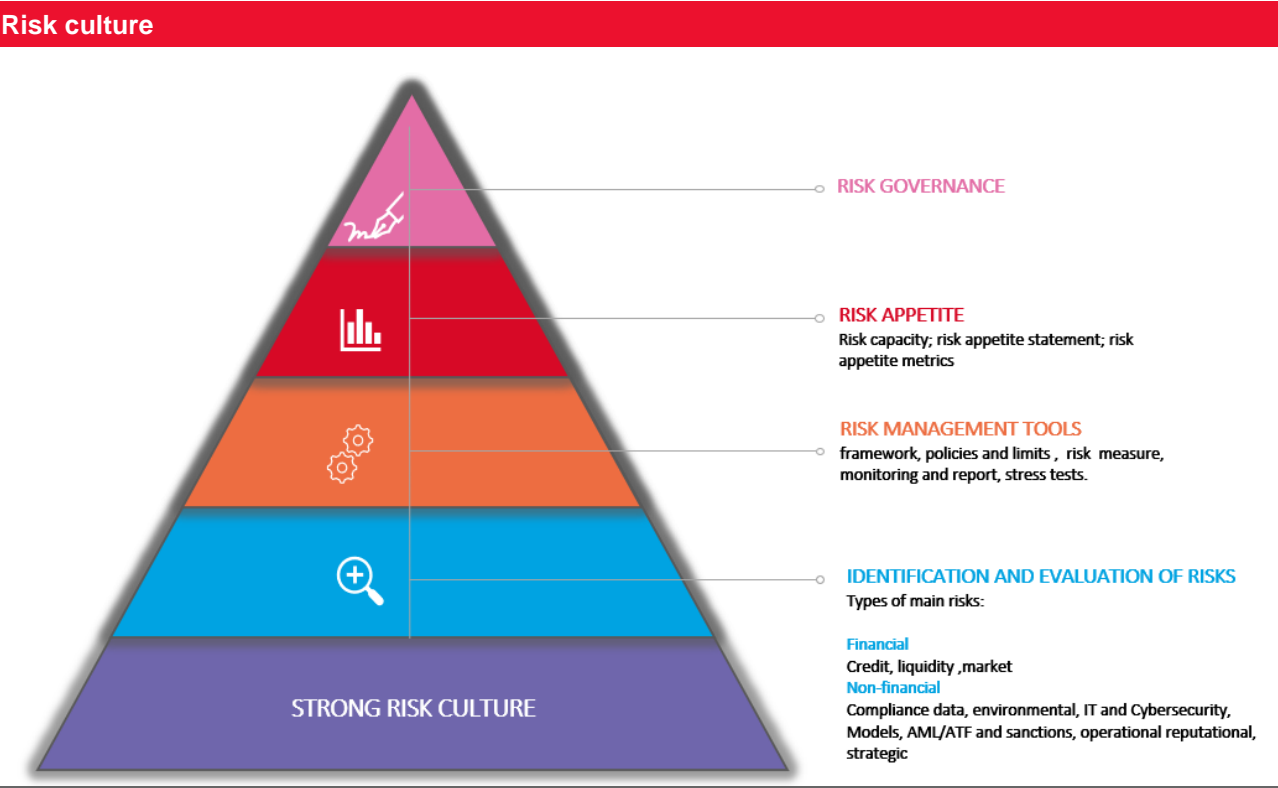 Risk culture
RISK GOVERNANCE
RISK APPETITE
Risk capacity; risk appetite statement; risk
appetite metrics
RISK MANAGEMENT TOOLS
framework, policies and limits , risk measure,
monitoring and report, stress tests.
IDENTIFICATION AND EVALUATION OF RISKS
Types of main risks:
Financial
Credit, liquidity ,market
Non-financial
Compliance data, environmental, IT and Cybersecurity,
Models, AML/ATF and sanctions, operational reputational,
strategic
STRONG RISK CULTURE